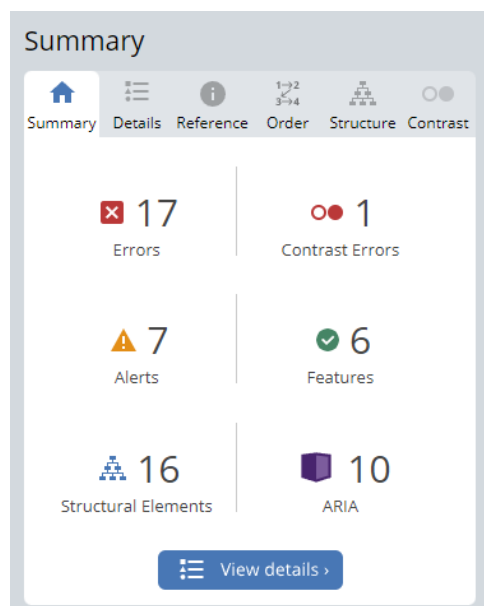 Summary
1→2
3→4
Summary Details Reference Order Structure Contrast
17 1
Errors Contrast Errors
7 6
Alerts Features
16 10
Structural Elements ARIA
View details ›